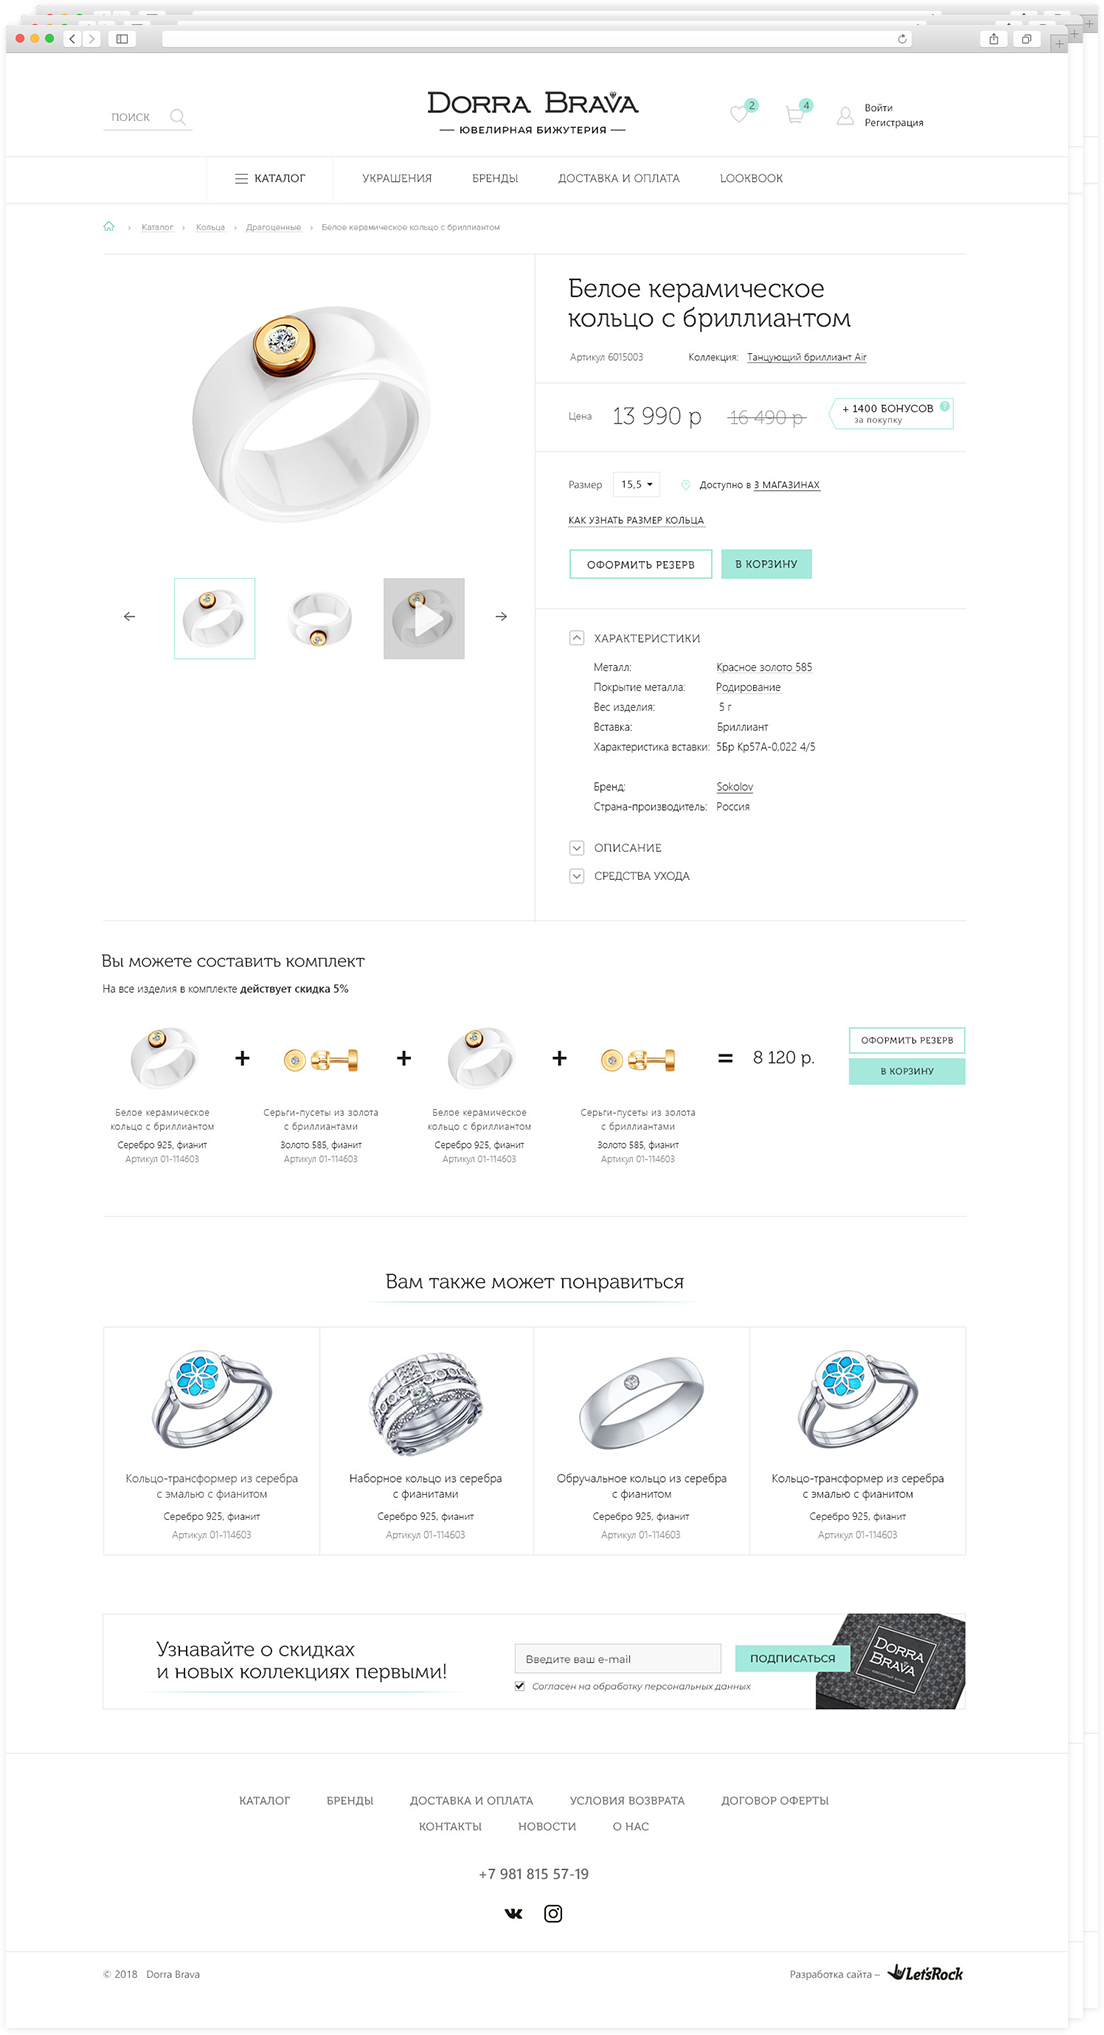 ПОИСК
DORRA BRAVA
ЮВЕЛИРНАЯ БИЖУТЕРИЯ
2
4
Войти
Регистрация
КАТАЛОГ
УКРАШЕНИЯ
БРЕНДЫ
ДОСТАВКА И ОПЛАТА
LOOKBOOK
Каталог › Кольца › Драгоценные › Белое керамическое кольцо с бриллиантом
Белое керамическое
кольцо с бриллиантом
Артикул 6015003
Коллекция: Танцующий бриллиант Air
Цена 13 990 р 16 490 р
+ 1400 БОНУСОВ ?
за покупку
Размер 15,5
Доступно в 3 МАГАЗИНАХ
КАК УЗНАТЬ РАЗМЕР КОЛЬЦА
ОФОРМИТЬ РЕЗЕРВ
В КОРЗИНУ
ХАРАКТЕРИСТИКИ
Металл: Красное золото 585
Покрытие металла: Родирование
Вес изделия: 5 г
Вставка: Бриллиант
Характеристика вставки: 5Бр Кр57А-0,022 4/5
Бренд: Sokolov
Страна-производитель: Россия
ОПИСАНИЕ
СРЕДСТВА УХОДА
Вы можете составить комплект
На все изделия в комплекте действует скидка 5%
+ + + = 8 120 р.
ОФОРМИТЬ РЕЗЕРВ
В КОРЗИНУ
Белое керамическое
кольцо с бриллиантом
Серебро 925, фианит
Артикул 01-114603
Серьги-пусеты из золота
с бриллиантами
Золото 585, фианит
Артикул 01-114603
Белое керамическое
кольцо с бриллиантом
Серебро 925, фианит
Артикул 01-114603
Серьги-пусеты из золота
с бриллиантами
Золото 585, фианит
Артикул 01-114603
Вам также может понравиться
Кольцо-трансформер из серебра
с эмалью с фианитом
Серебро 925, фианит
Артикул 01-114603
Наборное кольцо из серебра
с фианитами
Серебро 925, фианит
Артикул 01-114603
Обручальное кольцо из серебра
с фианитом
Серебро 925, фианит
Артикул 01-114603
Кольцо-трансформер из серебра
с эмалью с фианитом
Серебро 925, фианит
Артикул 01-114603
Узнавайте о скидках
и новых коллекциях первыми!
Введите ваш e-mail
ПОДПИСАТЬСЯ
Согласен на обработку персональных данных
DORRA
BRAVA
КАТАЛОГ БРЕНДЫ ДОСТАВКА И ОПЛАТА УСЛОВИЯ ВОЗВРАТА ДОГОВОР ОФЕРТЫ
КОНТАКТЫ НОВОСТИ О НАС
+7 981 815 57-19
© 2018 Dorra Brava
Разработка сайта – Let'sRock